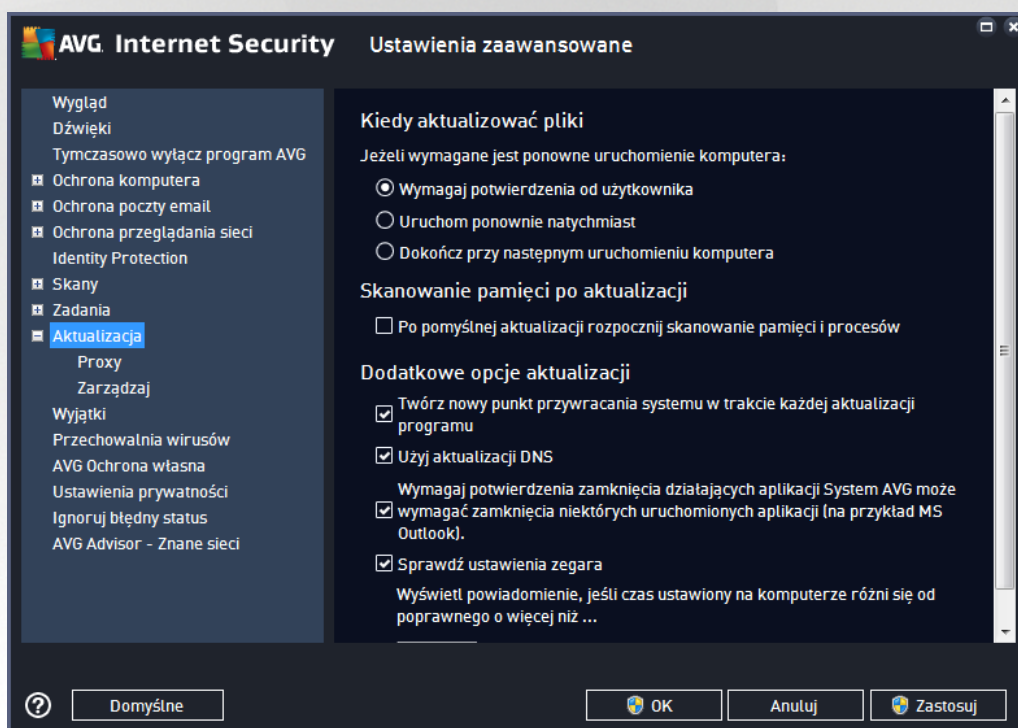 AVG. Internet Security Ustawienia zaawansowane
Wygląd
Dźwięki
Tymczasowo wyłącz program AVG
Ochrona komputera
Ochrona poczty email
Ochrona przeglądania sieci
Identity Protection
Skany
Zadania
Aktualizacja
Proxy
Zarządzaj
Wyjątki
Przechowalnia wirusów
AVG Ochrona własna
Ustawienia prywatności
Ignoruj błędny status
AVG Advisor - Znane sieci
Kiedy aktualizować pliki
Jeżeli wymagane jest ponowne uruchomienie komputera:
Wymagaj potwierdzenia od użytkownika
Uruchom ponownie natychmiast
Dokończ przy następnym uruchomieniu komputera
Skanowanie pamięci po aktualizacji
Po pomyślnej aktualizacji rozpocznij skanowanie pamięci i procesów
Dodatkowe opcje aktualizacji
Twórz nowy punkt przywracania systemu w trakcie każdej aktualizacji
programu
Użyj aktualizacji DNS
Wymagaj potwierdzenia zamknięcia działających aplikacji System AVG może
wymagać zamknięcia niektórych uruchomionych aplikacji (na przykład MS
Outlook).
Sprawdź ustawienia zegara
Wyświetl powiadomienie, jeśli czas ustawiony na komputerze różni się od
poprawnego o więcej niż ...
? Domyślne OK Anuluj Zastosuj